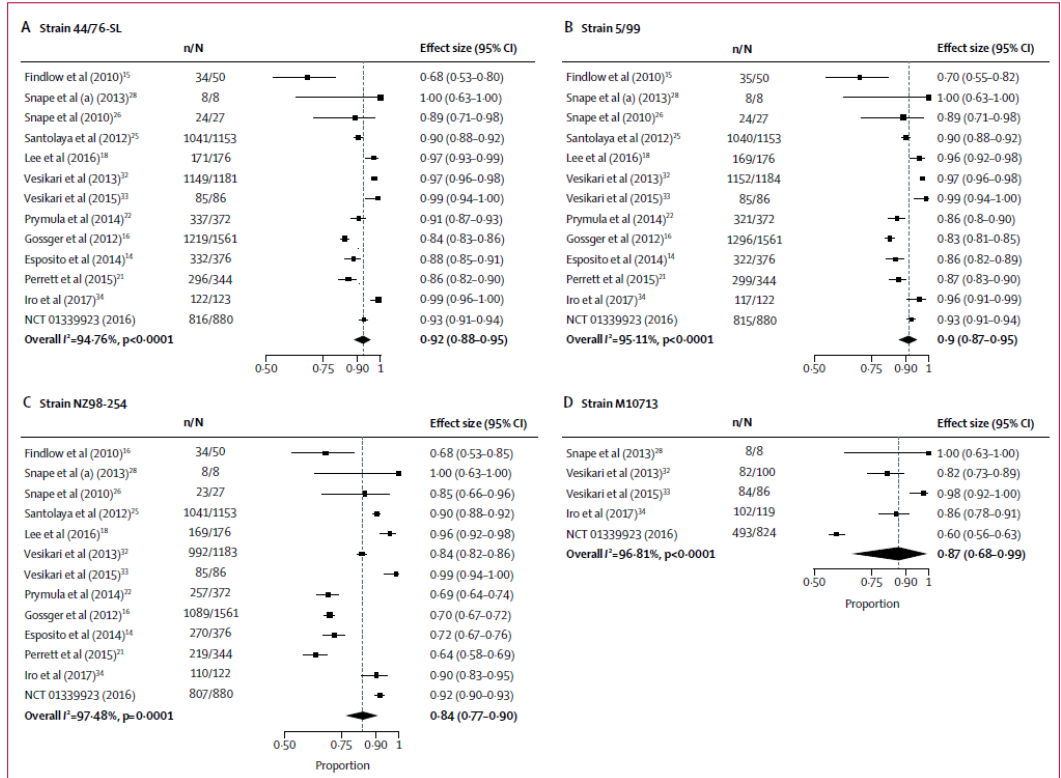 A Strain 44/76-SL
n/N Effect size (95% CI)
Findlow et al (2010)¹⁵ 34/50 0·68 (0·53–0·80)
Snape et al (a) (2013)²⁸ 8/8 1·00 (0·63–1·00)
Snape et al (2010)²⁶ 24/27 0·89 (0·71–0·98)
Santolaya et al (2012)²⁵ 1041/1153 0·90 (0·88–0·92)
Lee et al (2016)¹⁸ 171/176 0·97 (0·93–0·99)
Vesikari et al (2013)³² 1149/1181 0·97 (0·96–0·98)
Vesikari et al (2015)³³ 85/86 0·99 (0·94–1·00)
Prymula et al (2014)²² 337/372 0·91 (0·87–0·93)
Gossger et al (2012)¹⁶ 1219/1561 0·84 (0·83–0·86)
Esposito et al (2014)¹⁴ 332/376 0·88 (0·85–0·91)
Perrett et al (2015)²¹ 296/344 0·86 (0·82–0·90)
Iro et al (2017)³⁴ 122/123 0·99 (0·96–1·00)
NCT 01339923 (2016) 816/880 0·93 (0·91–0·94)
Overall I²=94·76%, p<0·0001 0·92 (0·88–0·95)
0·50 0·75 0·90 1
B Strain 5/99
n/N Effect size (95% CI)
Findlow et al (2010)¹⁵ 35/50 0·70 (0·55–0·82)
Snape et al (a) (2013)²⁸ 8/8 1·00 (0·63–1·00)
Snape et al (2010)²⁶ 24/27 0·89 (0·71–0·98)
Santolaya et al (2012)²⁵ 1040/1153 0·90 (0·88–0·92)
Lee et al (2016)¹⁸ 169/176 0·96 (0·92–0·98)
Vesikari et al (2013)³² 1152/1184 0·97 (0·96–0·98)
Vesikari et al (2015)³³ 85/86 0·99 (0·94–1·00)
Prymula et al (2014)²² 321/372 0·86 (0·8–0·90)
Gossger et al (2012)¹⁶ 1296/1561 0·83 (0·81–0·85)
Esposito et al (2014)¹⁴ 322/376 0·86 (0·82–0·89)
Perrett et al (2015)²¹ 299/344 0·87 (0·83–0·90)
Iro et al (2017)³⁴ 117/122 0·96 (0·91–0·99)
NCT 01339923 (2016) 815/880 0·93 (0·91–0·94)
Overall I²=95·11%, p<0·0001 0·9 (0·87–0·95)
0·50 0·75 0·90 1
C Strain NZ98-254
n/N Effect size (95% CI)
Findlow et al (2010)¹⁶ 34/50 0·68 (0·53–0·85)
Snape et al (a) (2013)²⁸ 8/8 1·00 (0·63–1·00)
Snape et al (2010)²⁶ 23/27 0·85 (0·66–0·96)
Santolaya et al (2012)²⁵ 1041/1153 0·90 (0·88–0·92)
Lee et al (2016)¹⁸ 169/176 0·96 (0·92–0·98)
Vesikari et al (2013)³² 992/1183 0·84 (0·82–0·86)
Vesikari et al (2015)³³ 85/86 0·99 (0·94–1·00)
Prymula et al (2014)²² 257/372 0·69 (0·64–0·74)
Gossger et al (2012)¹⁶ 1089/1561 0·70 (0·67–0·72)
Esposito et al (2014)¹⁴ 270/376 0·72 (0·67–0·76)
Perrett et al (2015)²¹ 219/344 0·64 (0·58–0·69)
Iro et al (2017)³⁴ 110/122 0·90 (0·83–0·95)
NCT 01339923 (2016) 807/880 0·92 (0·90–0·93)
Overall I²=97·48%, p=0·0001 0·84 (0·77–0·90)
0·50 0·75 0·90 1
Proportion
D Strain M10713
n/N Effect size (95% CI)
Snape et al (2013)²⁸ 8/8 1·00 (0·63–1·00)
Vesikari et al (2013)³² 82/100 0·82 (0·73–0·89)
Vesikari et al (2015)³³ 84/86 0·98 (0·92–1·00)
Iro et al (2017)³⁴ 102/119 0·86 (0·78–0·91)
NCT 01339923 (2016) 493/824 0·60 (0·56–0·63)
Overall I²=96·81%, p<0·0001 0·87 (0·68–0·99)
0·50 0·75 0·90 1
Proportion